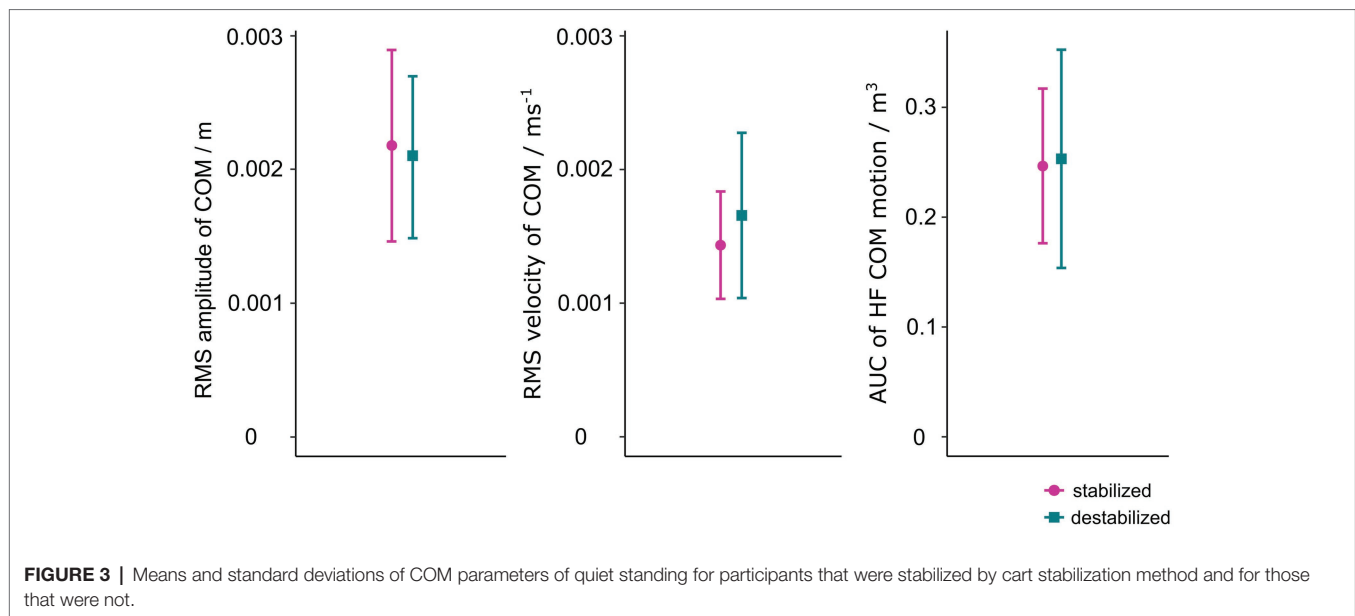 RMS amplitude of COM / m
0.003
0.002
0.001
0
RMS velocity of COM / ms⁻¹
0.003
0.002
0.001
0
AUC of HF COM motion / m³
0.3
0.2
0.1
0
stabilized
destabilized
FIGURE 3 | Means and standard deviations of COM parameters of quiet standing for participants that were stabilized by cart stabilization method and for those
that were not.